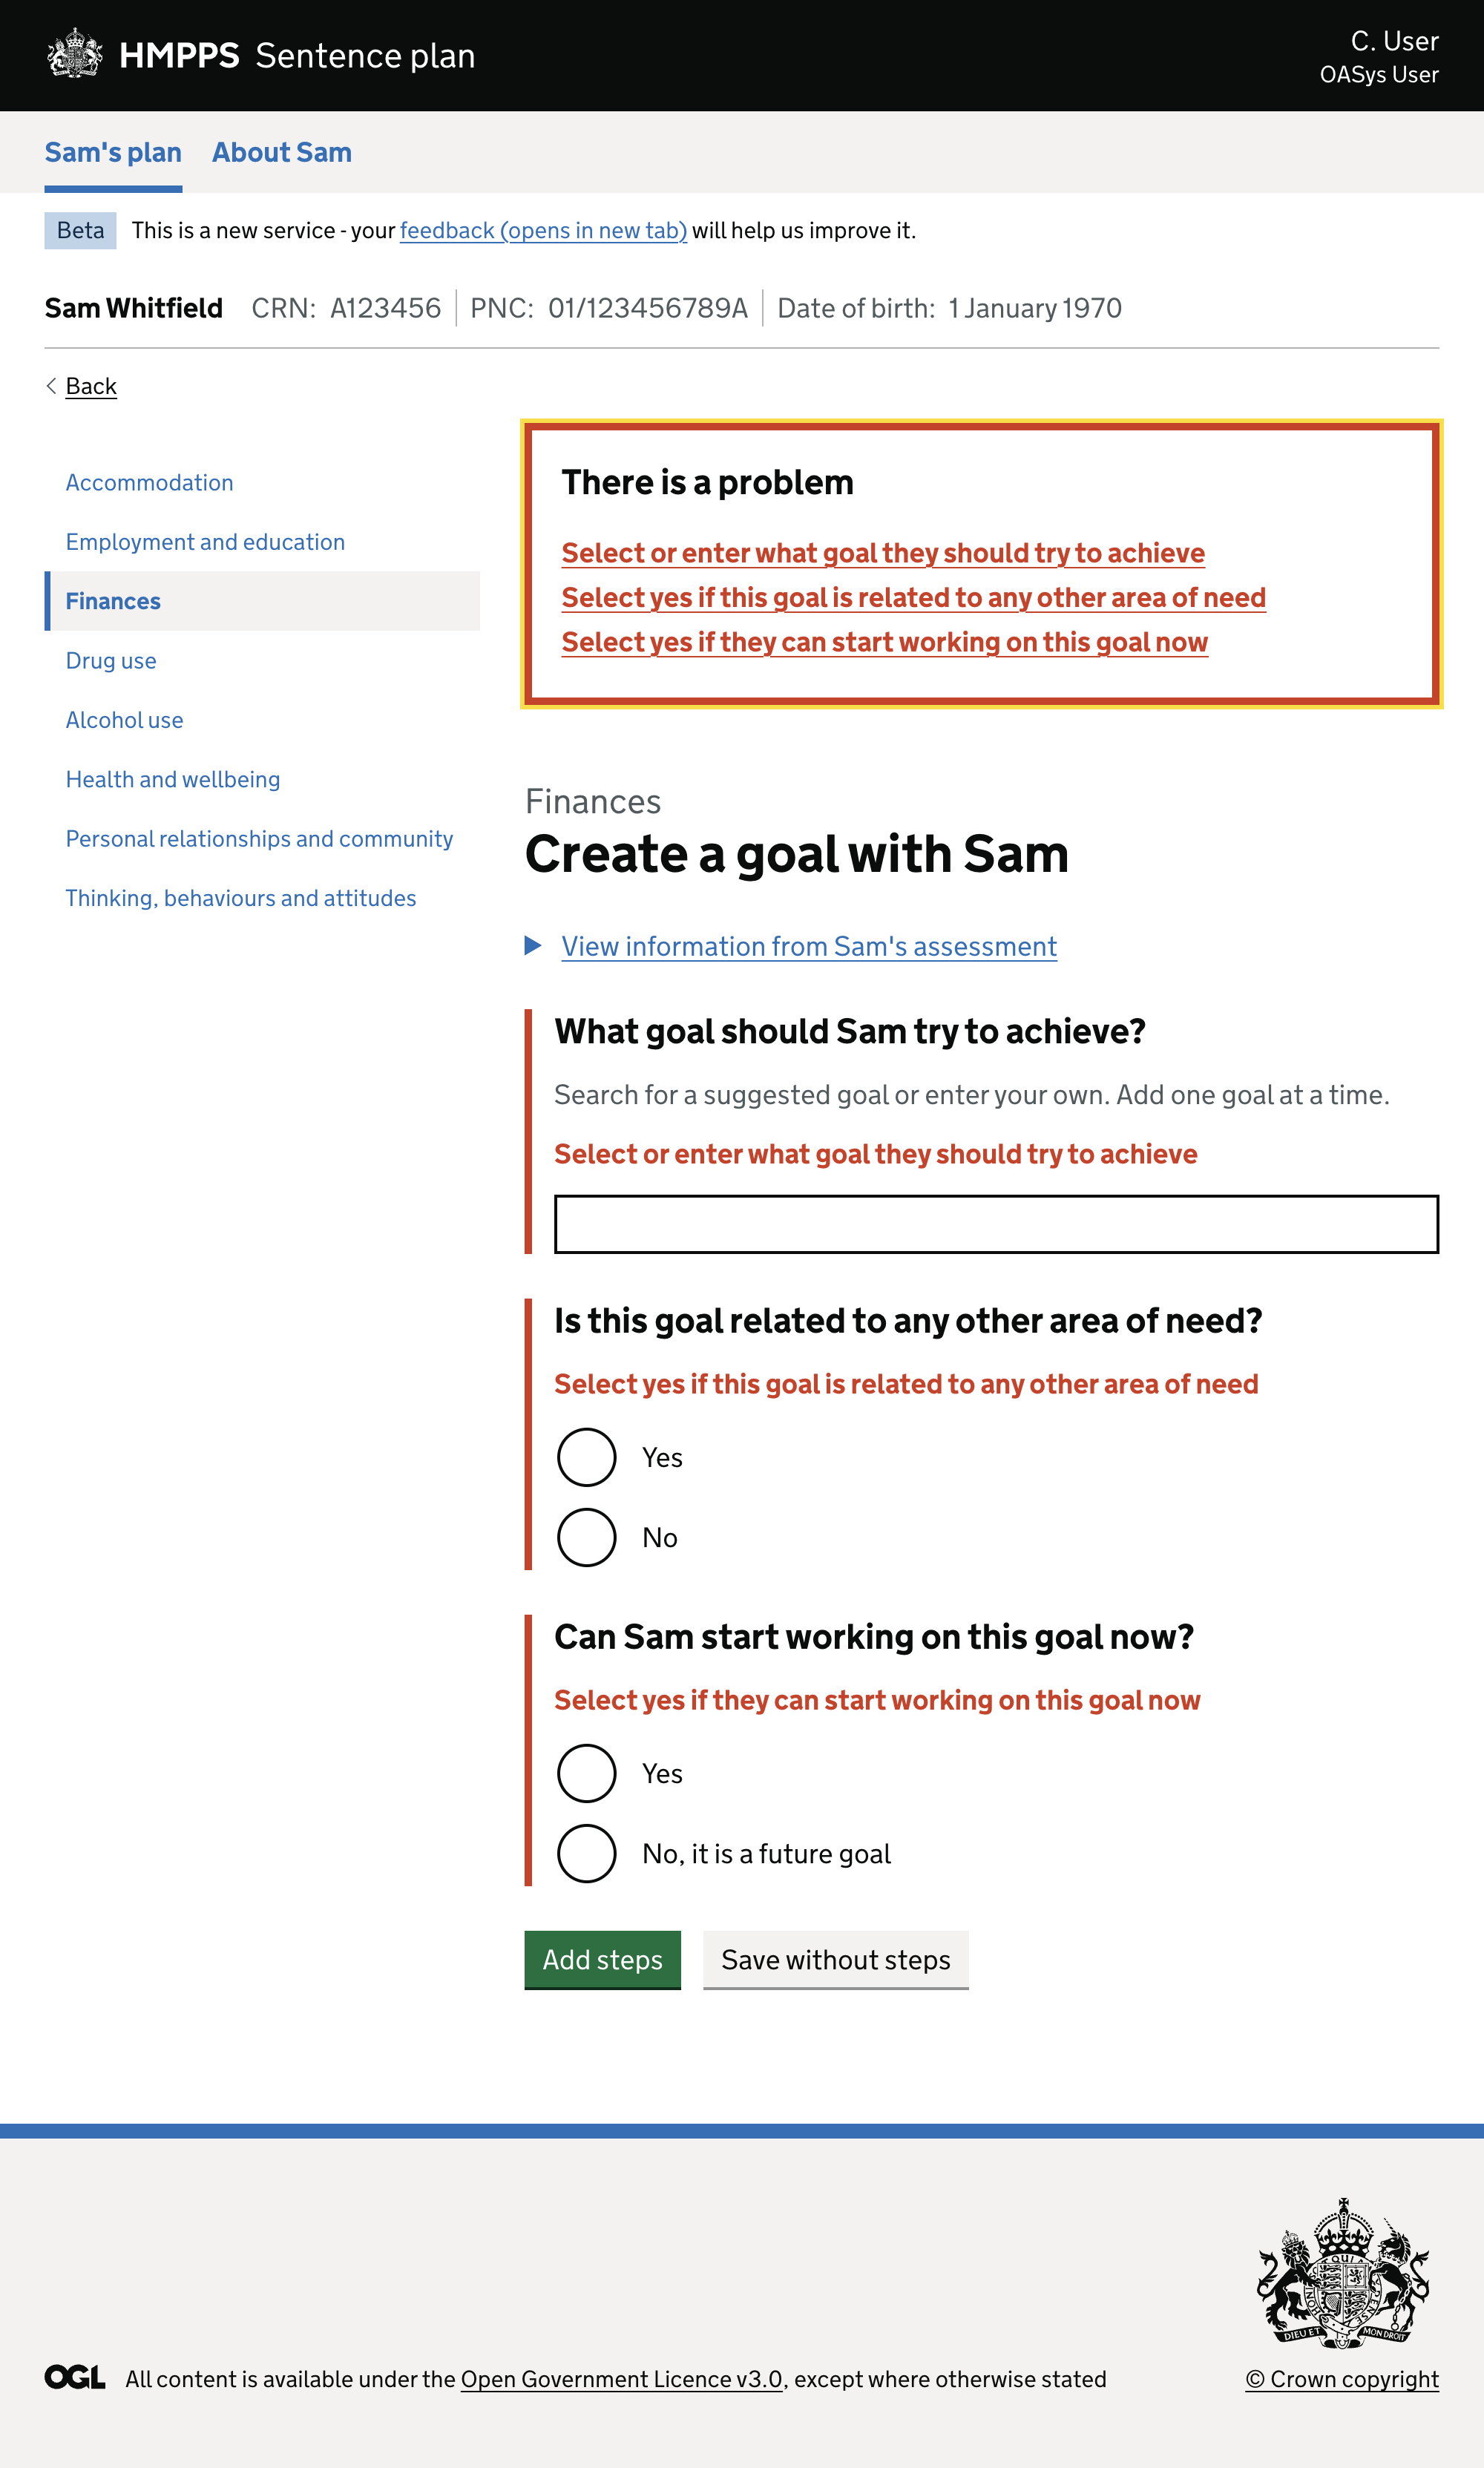 HMPPS Sentence plan
C. User
OASys User
Sam's plan About Sam
Beta This is a new service - your feedback (opens in new tab) will help us improve it.
Sam Whitfield CRN: A123456 PNC: 01/123456789A Date of birth: 1 January 1970
Back
Accommodation
Employment and education
Finances
Drug use
Alcohol use
Health and wellbeing
Personal relationships and community
Thinking, behaviours and attitudes
There is a problem
Select or enter what goal they should try to achieve
Select yes if this goal is related to any other area of need
Select yes if they can start working on this goal now
Finances
Create a goal with Sam
View information from Sam's assessment
What goal should Sam try to achieve?
Search for a suggested goal or enter your own. Add one goal at a time.
Select or enter what goal they should try to achieve
Is this goal related to any other area of need?
Select yes if this goal is related to any other area of need
Yes
No
Can Sam start working on this goal now?
Select yes if they can start working on this goal now
Yes
No, it is a future goal
Add steps Save without steps
DIEU ET MON DROIT
OGL All content is available under the Open Government Licence v3.0, except where otherwise stated
© Crown copyright